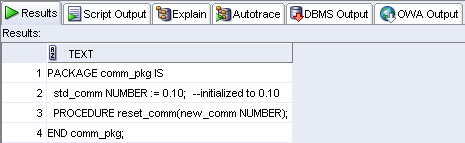 Results Script Output Explain Autotrace DBMS Output OWA Output
Results:
TEXT
1 PACKAGE comm_pkg IS
2 std_comm NUMBER := 0.10; --initialized to 0.10
3 PROCEDURE reset_comm(new_comm NUMBER);
4 END comm_pkg;